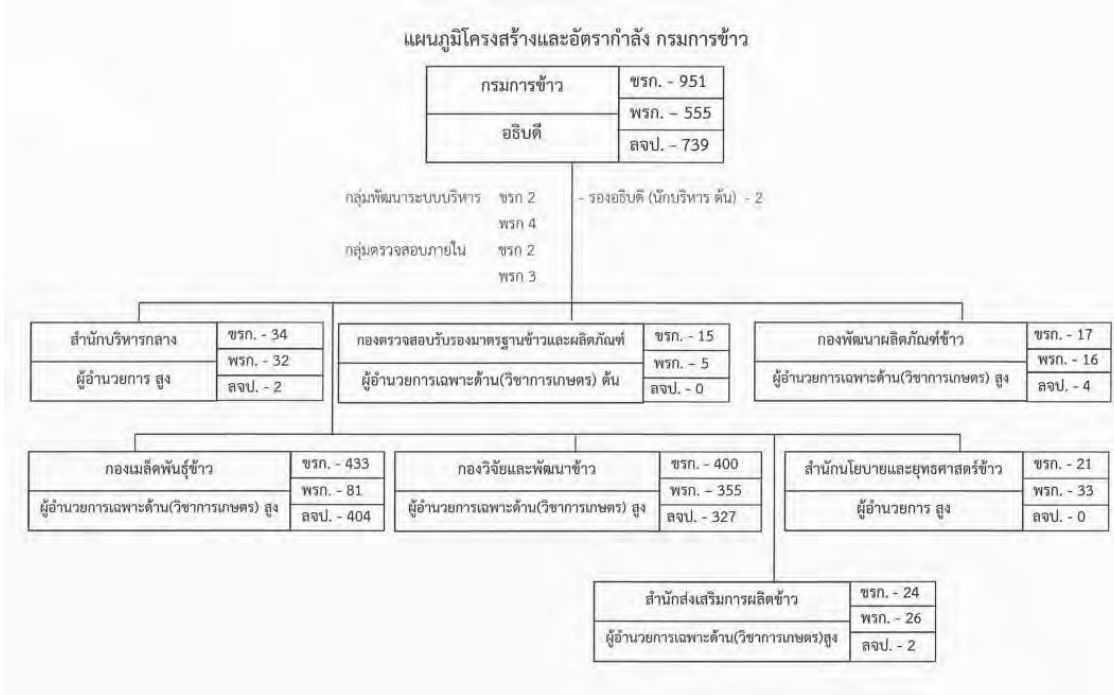 แผนภูมิโครงสร้างและอัตรากำลัง กรมการข้าว
กรมการข้าว
อธิบดี
ขรก. - 951
พรก. – 555
ลจป. - 739
กลุ่มพัฒนาระบบบริหาร ขรก 2
พรก 4
กลุ่มตรวจสอบภายใน ขรก 2
พรก 3
- รองอธิบดี (นักบริหาร ต้น) - 2
สำนักบริหารกลาง
ผู้อำนวยการ สูง
ขรก. - 34
พรก. - 32
ลจป. - 2
กองตรวจสอบรับรองมาตรฐานข้าวและผลิตภัณฑ์
ผู้อำนวยการเฉพาะด้าน(วิชาการเกษตร) ต้น
ขรก. - 15
พรก. - 5
ลจป. - 0
กองพัฒนาผลิตภัณฑ์ข้าว
ผู้อำนวยการเฉพาะด้าน(วิชาการเกษตร) สูง
ขรก. - 17
พรก. - 16
ลจป. - 4
กองเมล็ดพันธุ์ข้าว
ผู้อำนวยการเฉพาะด้าน(วิชาการเกษตร) สูง
ขรก. - 433
พรก. - 81
ลจป. - 404
กองวิจัยและพัฒนาข้าว
ผู้อำนวยการเฉพาะด้าน(วิชาการเกษตร) สูง
ขรก. - 400
พรก. - 355
ลจป. - 327
สำนักนโยบายและยุทธศาสตร์ข้าว
ผู้อำนวยการ สูง
ขรก. - 21
พรก. - 33
ลจป. - 0
สำนักส่งเสริมการผลิตข้าว
ผู้อำนวยการเฉพาะด้าน(วิชาการเกษตร)สูง
ขรก. - 24
พรก. - 26
ลจป. - 2